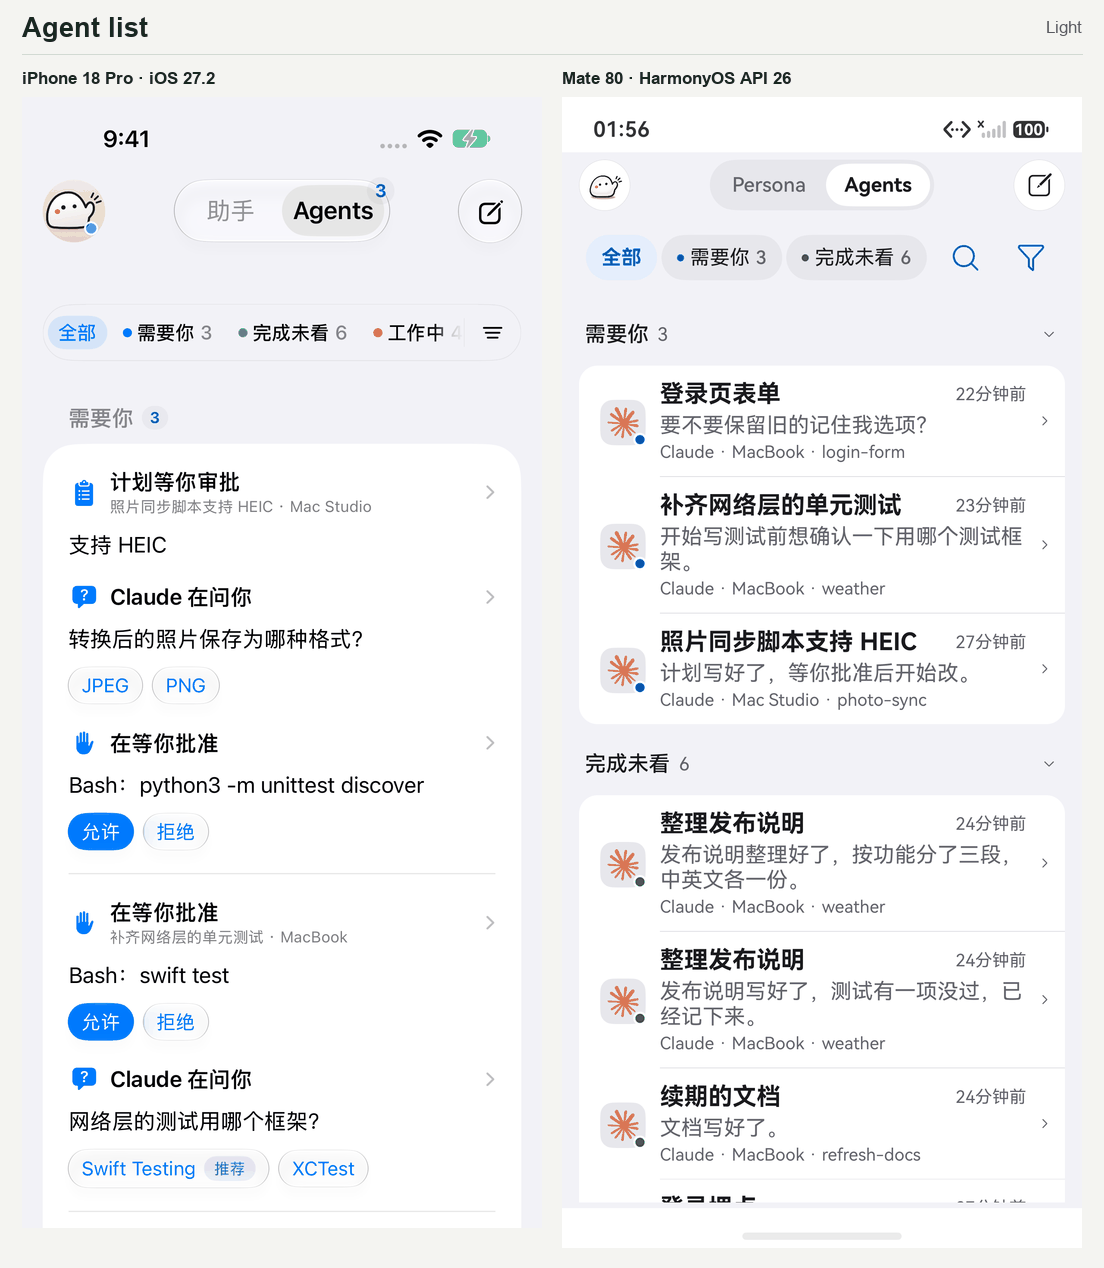 Agent list
Light
iPhone 18 Pro · iOS 27.2
9:41
助手
Agents
3
全部
需要你 3
完成未看 6
工作中
需要你 3
计划等你审批
照片同步脚本支持 HEIC · Mac Studio
支持 HEIC
Claude 在问你
转换后的照片保存为哪种格式?
JPEG
PNG
在等你批准
Bash: python3 -m unittest discover
允许
拒绝
在等你批准
补齐网络层的单元测试 · MacBook
Bash: swift test
允许
拒绝
Claude 在问你
网络层的测试用哪个框架?
Swift Testing 推荐
XCTest
Mate 80 · HarmonyOS API 26
01:56
100
Persona
Agents
全部
需要你 3
完成未看 6
需要你 3
登录页表单
22分钟前
要不要保留旧的记住我选项?
Claude · MacBook · login-form
补齐网络层的单元测试
23分钟前
开始写测试前想确认一下用哪个测试框
架。
Claude · MacBook · weather
照片同步脚本支持 HEIC
27分钟前
计划写好了，等你批准后开始改。
Claude · Mac Studio · photo-sync
完成未看 6
整理发布说明
24分钟前
发布说明整理好了，按功能分了三段，
中英文各一份。
Claude · MacBook · weather
整理发布说明
24分钟前
发布说明写好了，测试有一项没过，已
经记下来。
Claude · MacBook · weather
续期的文档
24分钟前
文档写好了。
Claude · MacBook · refresh-docs